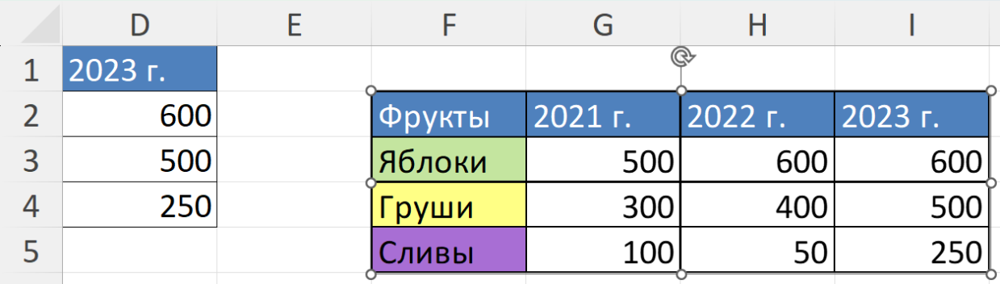 D E F G H I
1 2023 г.
2 600 Фрукты 2021 г. 2022 г. 2023 г.
3 500 Яблоки 500 600 600
4 250 Груши 300 400 500
5 Сливы 100 50 250